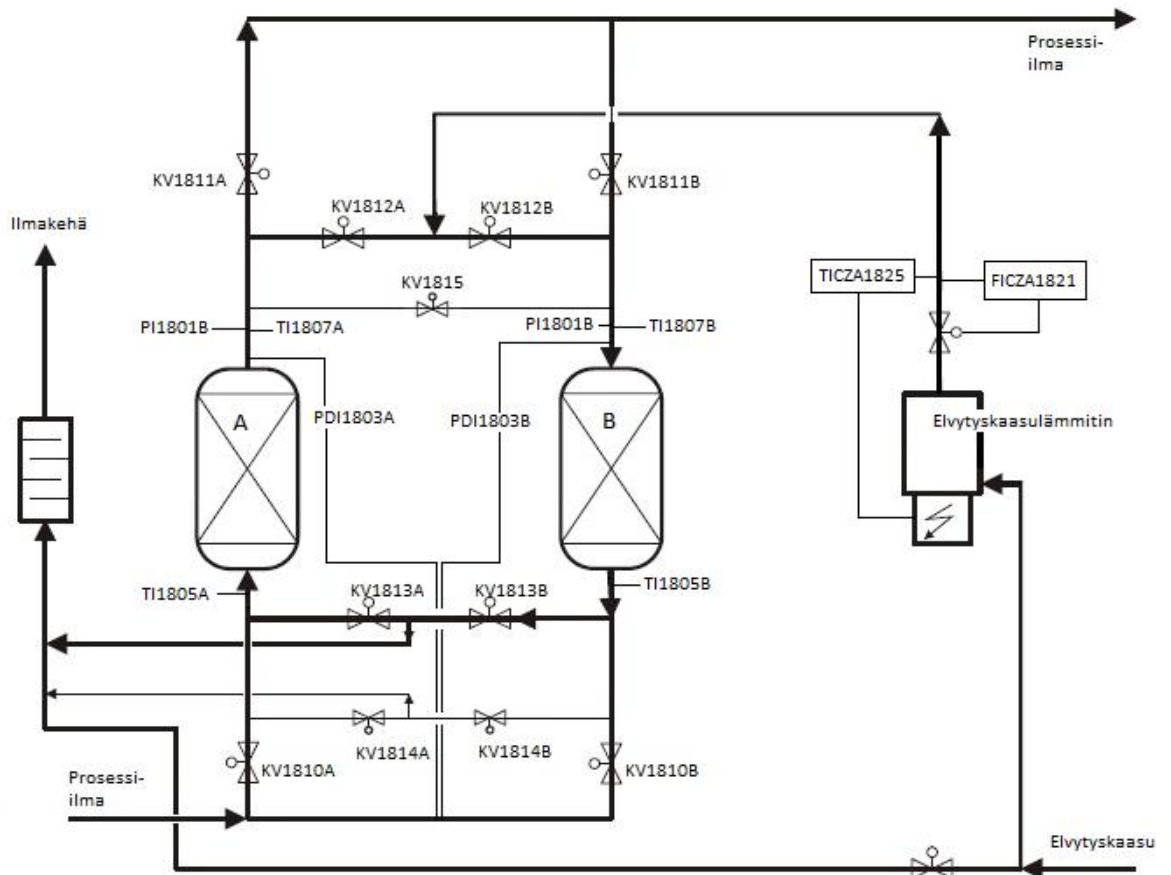 Prosessi-
ilma
KV1811A
KV1811B
KV1812A
KV1812B
Ilmakehä
KV1815
TICZA1825
FICZA1821
PI1801B
TI1807A
PI1801B
TI1807B
A
B
PDI1803A
PDI1803B
Elvytyskaasulämmitin
TI1805A
KV1813A
KV1813B
TI1805B
KV1814A
KV1814B
KV1810A
KV1810B
Prosessi-
ilma
Elvytyskaasu